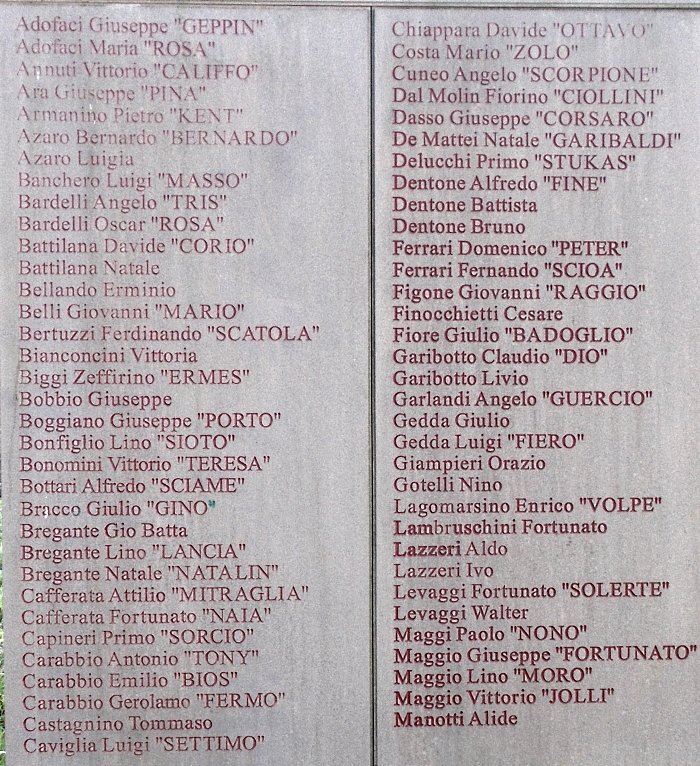 Adofaci Giuseppe "GEPPIN"
Adofaci Maria "ROSA"
Annuti Vittorio "CALIFFO"
Ara Giuseppe "PINA"
Armanino Pietro "KENT"
Azaro Bernardo "BERNARDO"
Azaro Luigia
Banchero Luigi "MASSO"
Bardelli Angelo "TRIS"
Bardelli Oscar "ROSA"
Battilana Davide "CORIO"
Battilana Natale
Bellando Erminio
Belli Giovanni "MARIO"
Bertuzzi Ferdinando "SCATOLA"
Bianconcini Vittoria
Biggi Zeffirino "ERMES"
Bobbio Giuseppe
Boggiano Giuseppe "PORTO"
Bonfiglio Lino "SIOTO"
Bonomini Vittorio "TERESA"
Bottari Alfredo "SCIAME"
Bracco Giulio "GINO"
Bregante Gio Batta
Bregante Lino "LANCIA"
Bregante Natale "NATALIN"
Cafferata Attilio "MITRAGLIA"
Cafferata Fortunato "NAIA"
Capineri Primo "SORCIO"
Carabbio Antonio "TONY"
Carabbio Emilio "BIOS"
Carabbio Gerolamo "FERMO"
Castagnino Tommaso
Caviglia Luigi "SETTIMO"
Chiappara Davide "OTTAVO"
Costa Mario "ZOLO"
Cuneo Angelo "SCORPIONE"
Dal Molin Fiorino "CIOLLINI"
Dasso Giuseppe "CORSARO"
De Mattei Natale "GARIBALDI"
Delucchi Primo "STUKAS"
Dentone Alfredo "FINE"
Dentone Battista
Dentone Bruno
Ferrari Domenico "PETER"
Ferrari Fernando "SCIOA"
Figone Giovanni "RAGGIO"
Finocchietti Cesare
Fiore Giulio "BADOGLIO"
Garibotto Claudio "DIO"
Garibotto Livio
Garlandi Angelo "GUERCIO"
Gedda Giulio
Gedda Luigi "FIERO"
Giampieri Orazio
Gotelli Nino
Lagomarsino Enrico "VOLPE"
Lambruschini Fortunato
Lazzeri Aldo
Lazzeri Ivo
Levaggi Fortunato "SOLERTE"
Levaggi Walter
Maggi Paolo "NONO"
Maggio Giuseppe "FORTUNATO"
Maggio Lino "MORO"
Maggio Vittorio "JOLLI"
Manotti Alide